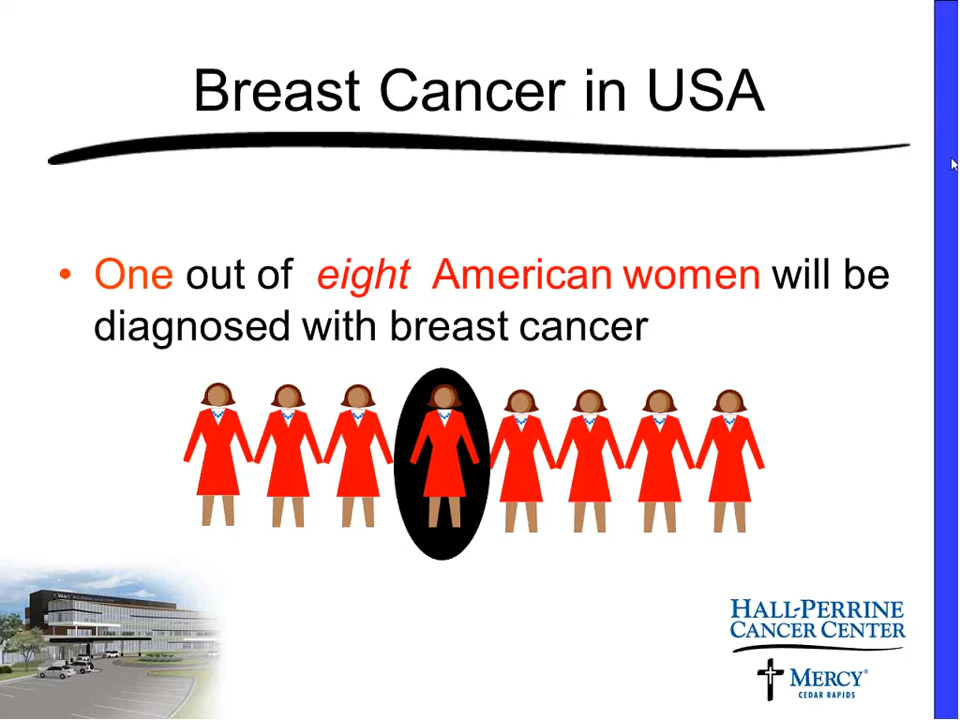 Breast Cancer in USA
• One out of eight American women will be
diagnosed with breast cancer
HALL-PERRINE
CANCER CENTER
MERCY®
CEDAR RAPIDS